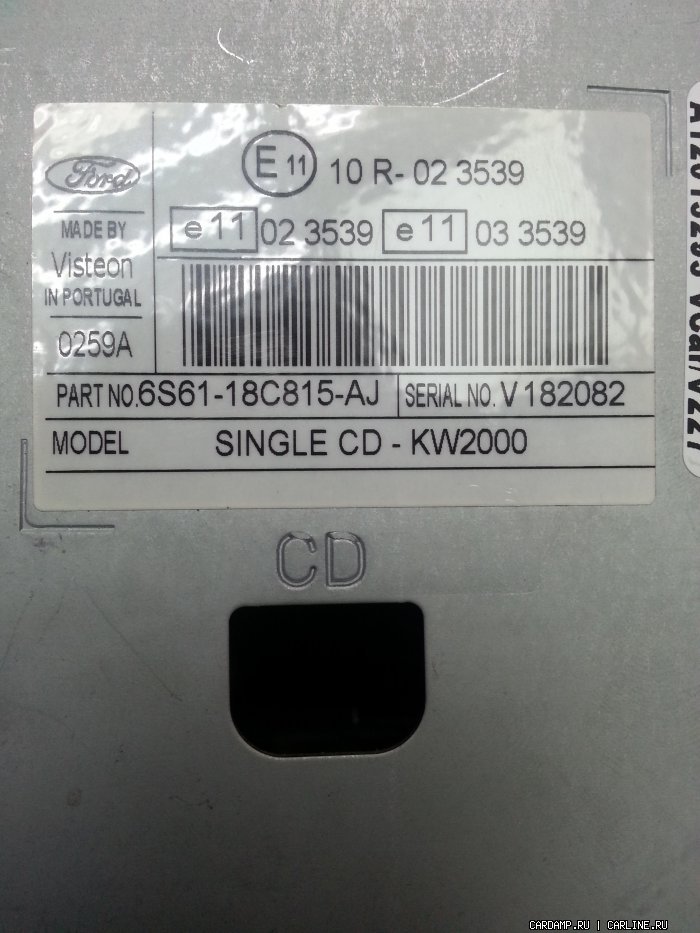 Ford
MADE BY
Visteon
IN PORTUGAL
0259A
E 11 10 R- 02 3539
e 11 02 3539 e 11 03 3539
PART NO. 6S61-18C815-AJ SERIAL NO. V 182082
MODEL SINGLE CD - KW2000
CD
CARDAMP.RU | CARLINE.RU